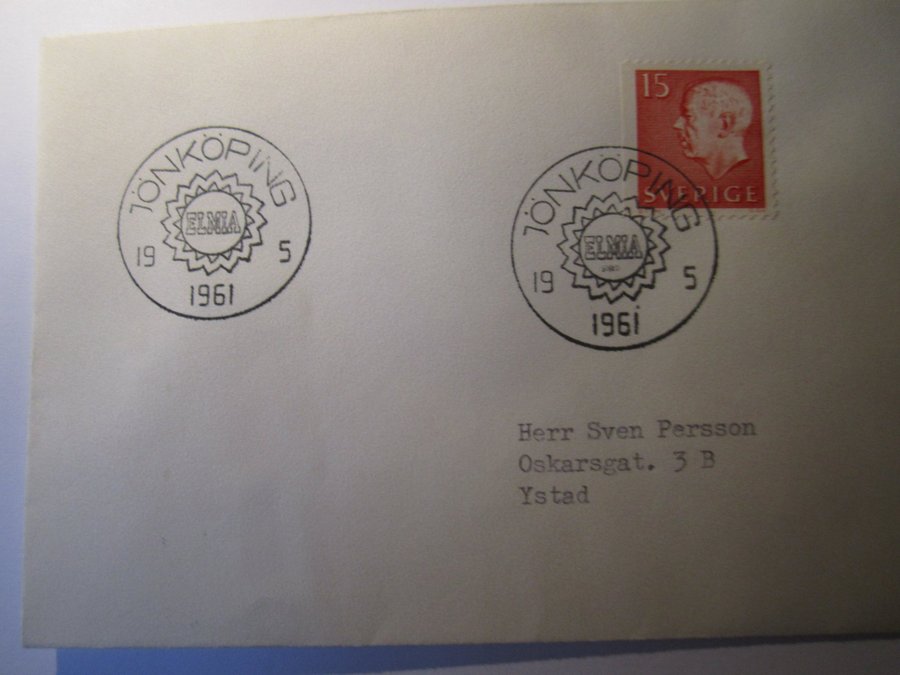 JÖNKÖPING
ELMIA
19 5
1961
15
SVERIGE
JÖNKÖPING
ELMIA
19 5
1961
Herr Sven Persson
Oskarsgat. 3 B
Ystad